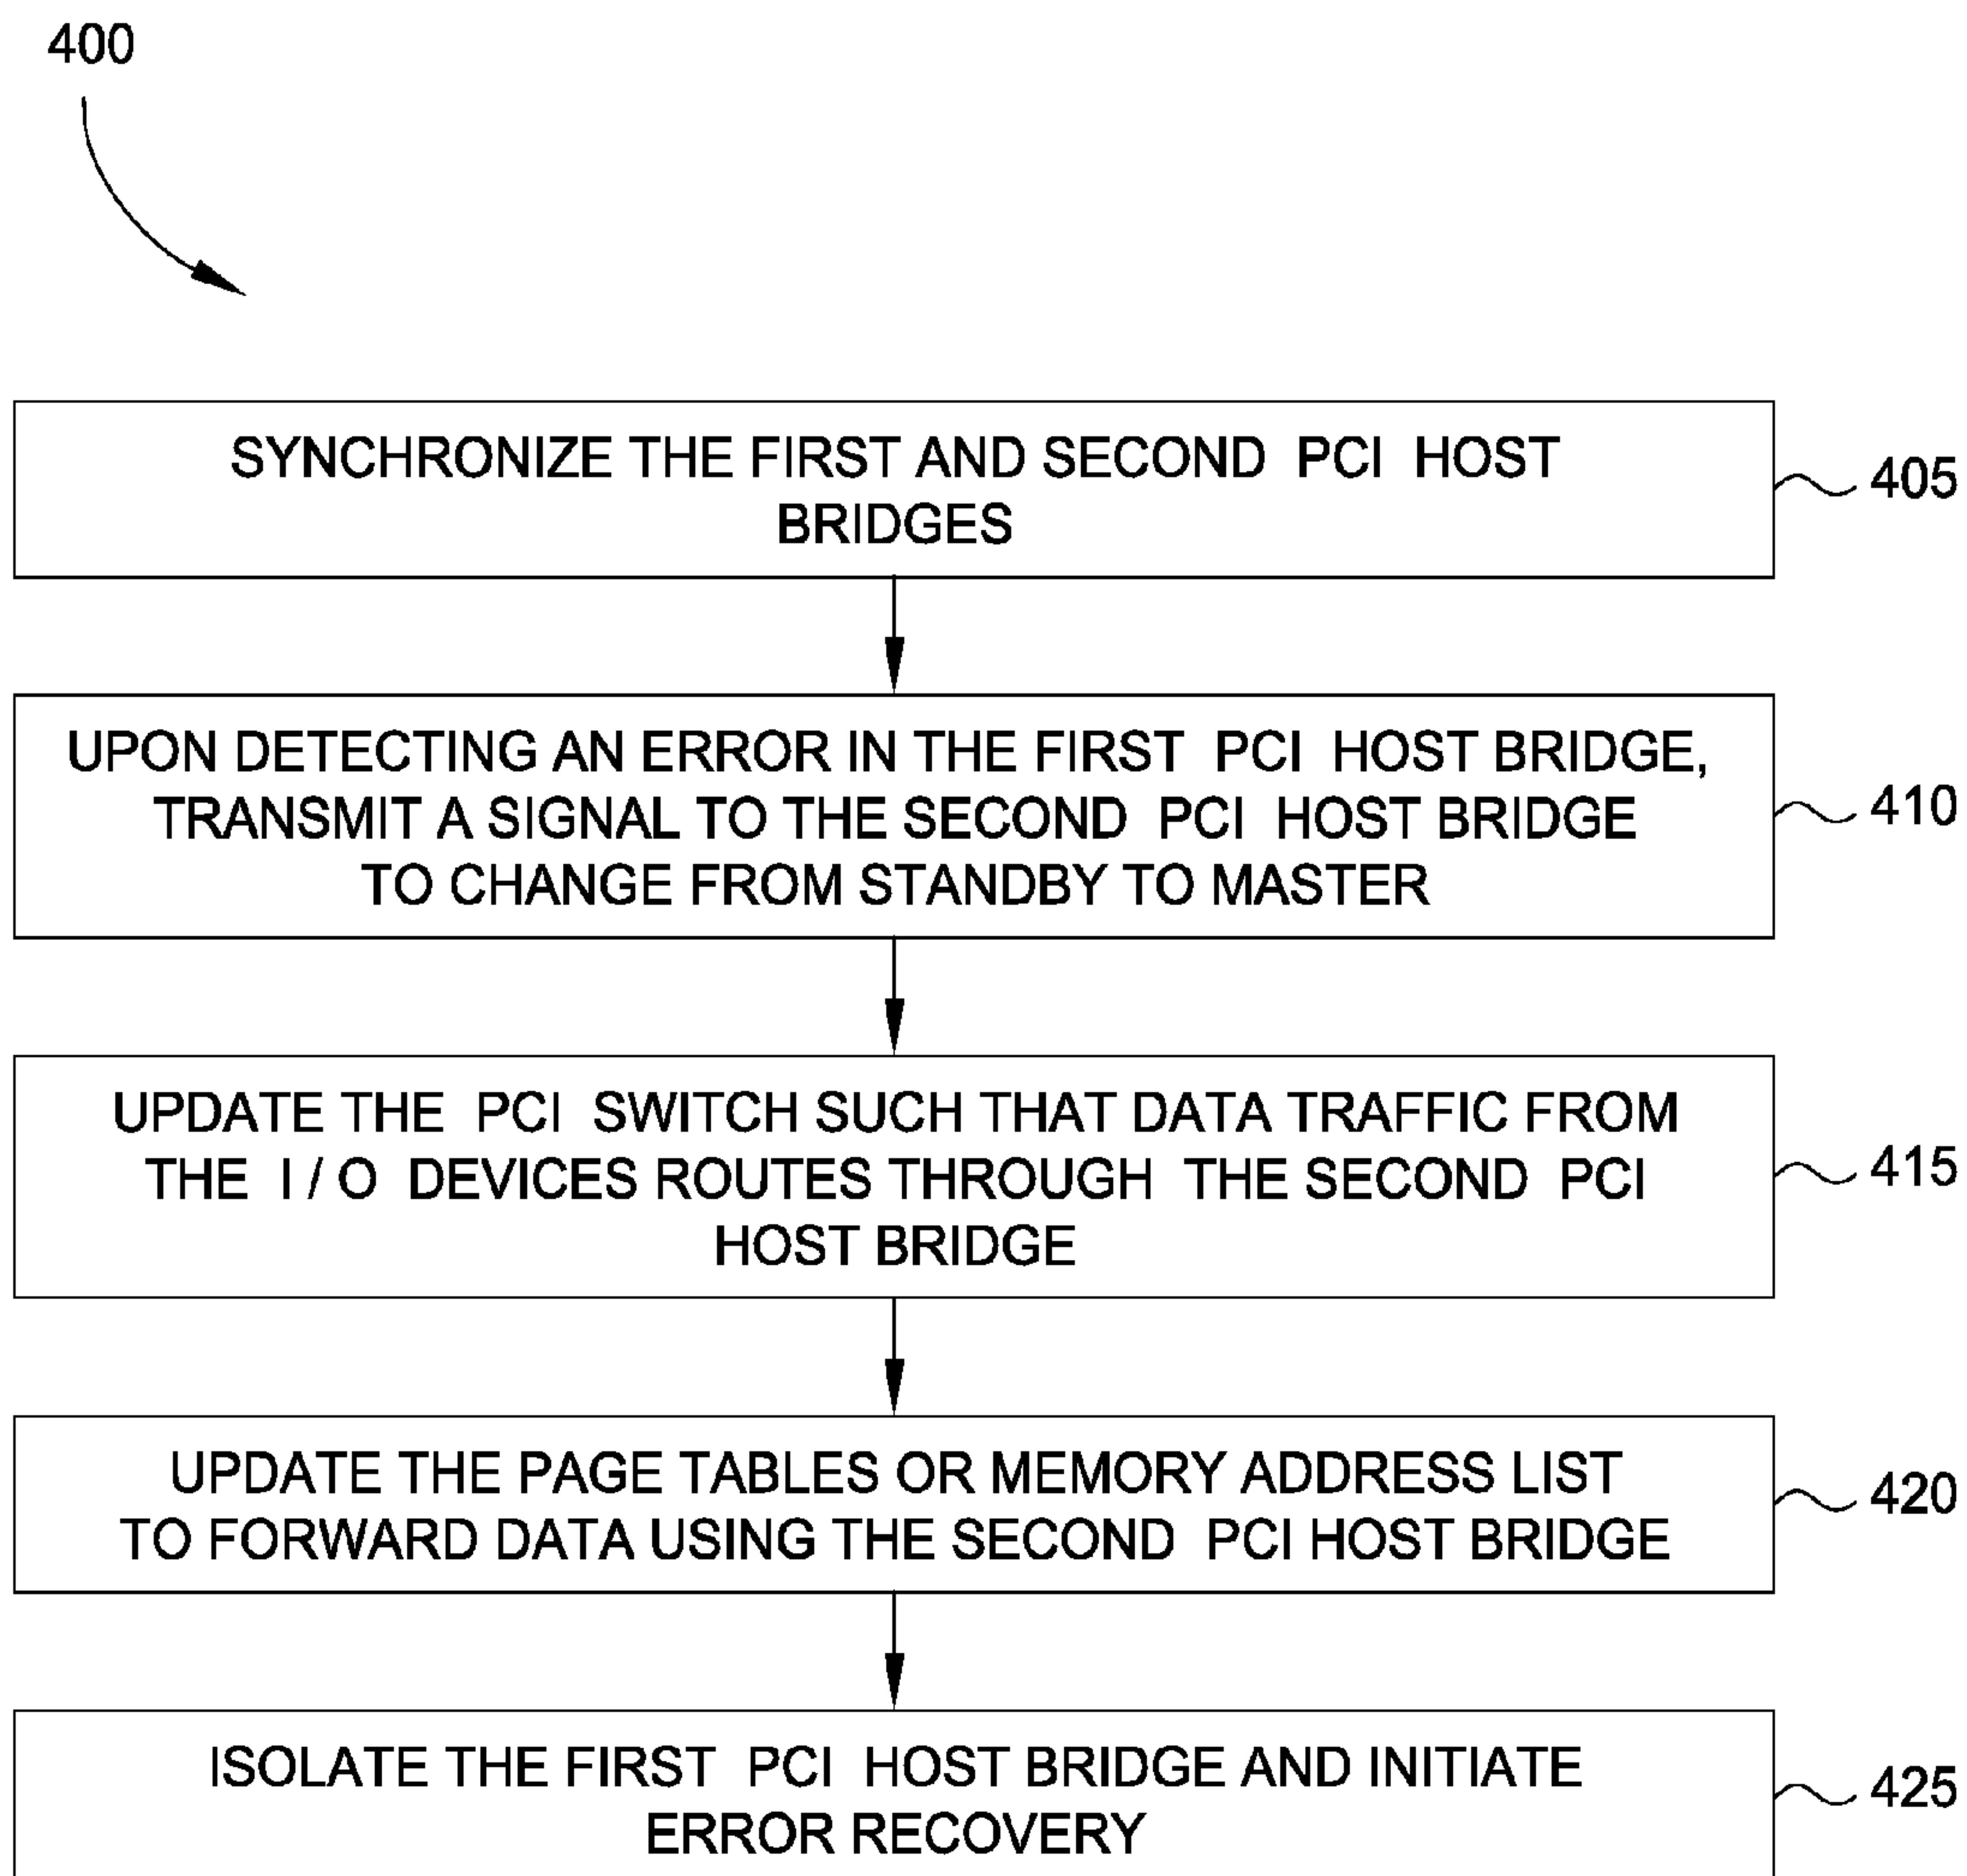 400
SYNCHRONIZE THE FIRST AND SECOND PCI HOST
BRIDGES
405
UPON DETECTING AN ERROR IN THE FIRST PCI HOST BRIDGE,
TRANSMIT A SIGNAL TO THE SECOND PCI HOST BRIDGE
TO CHANGE FROM STANDBY TO MASTER
410
UPDATE THE PCI SWITCH SUCH THAT DATA TRAFFIC FROM
THE I / O DEVICES ROUTES THROUGH THE SECOND PCI
HOST BRIDGE
415
UPDATE THE PAGE TABLES OR MEMORY ADDRESS LIST
TO FORWARD DATA USING THE SECOND PCI HOST BRIDGE
420
ISOLATE THE FIRST PCI HOST BRIDGE AND INITIATE
ERROR RECOVERY
425